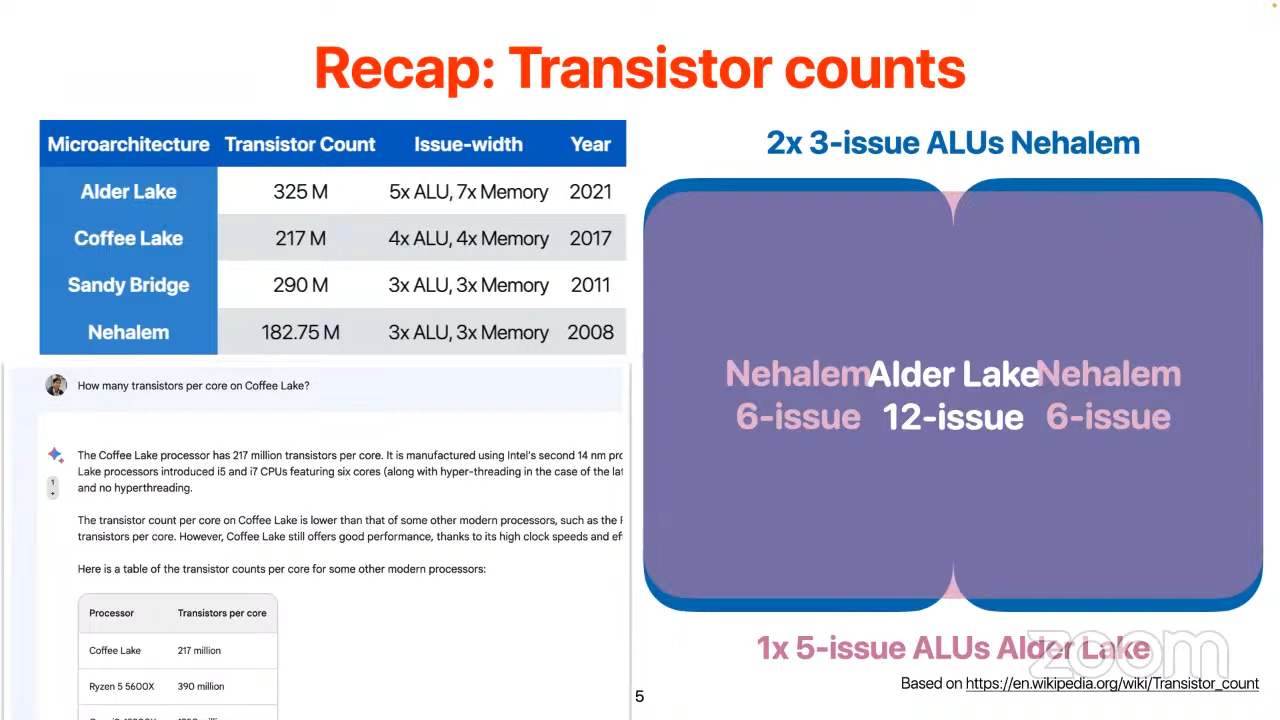 Recap: Transistor counts
Microarchitecture Transistor Count Issue-width Year
Alder Lake 325 M 5x ALU, 7x Memory 2021
Coffee Lake 217 M 4x ALU, 4x Memory 2017
Sandy Bridge 290 M 3x ALU, 3x Memory 2011
Nehalem 182.75 M 3x ALU, 3x Memory 2008
How many transistors per core on Coffee Lake?
The Coffee Lake processor has 217 million transistors per core. It is manufactured using Intel's second 14 nm
Lake processors introduced i5 and i7 CPUs featuring six cores (along with hyper-threading in the case of the
and no hyperthreading.
The transistor count per core on Coffee Lake is lower than that of some other modern processors, such as the
transistors per core. However, Coffee Lake still offers good performance, thanks to its high clock speeds and
Here is a table of the transistor counts per core for some other modern processors:
Processor Transistors per core
Coffee Lake 217 million
Ryzen 5 5600X 390 million
2x 3-issue ALUs Nehalem
Nehalem Alder Lake Nehalem
6-issue 12-issue 6-issue
1x 5-issue ALUs Alder Lake
zoom
Based on https://en.wikipedia.org/wiki/Transistor_count
5